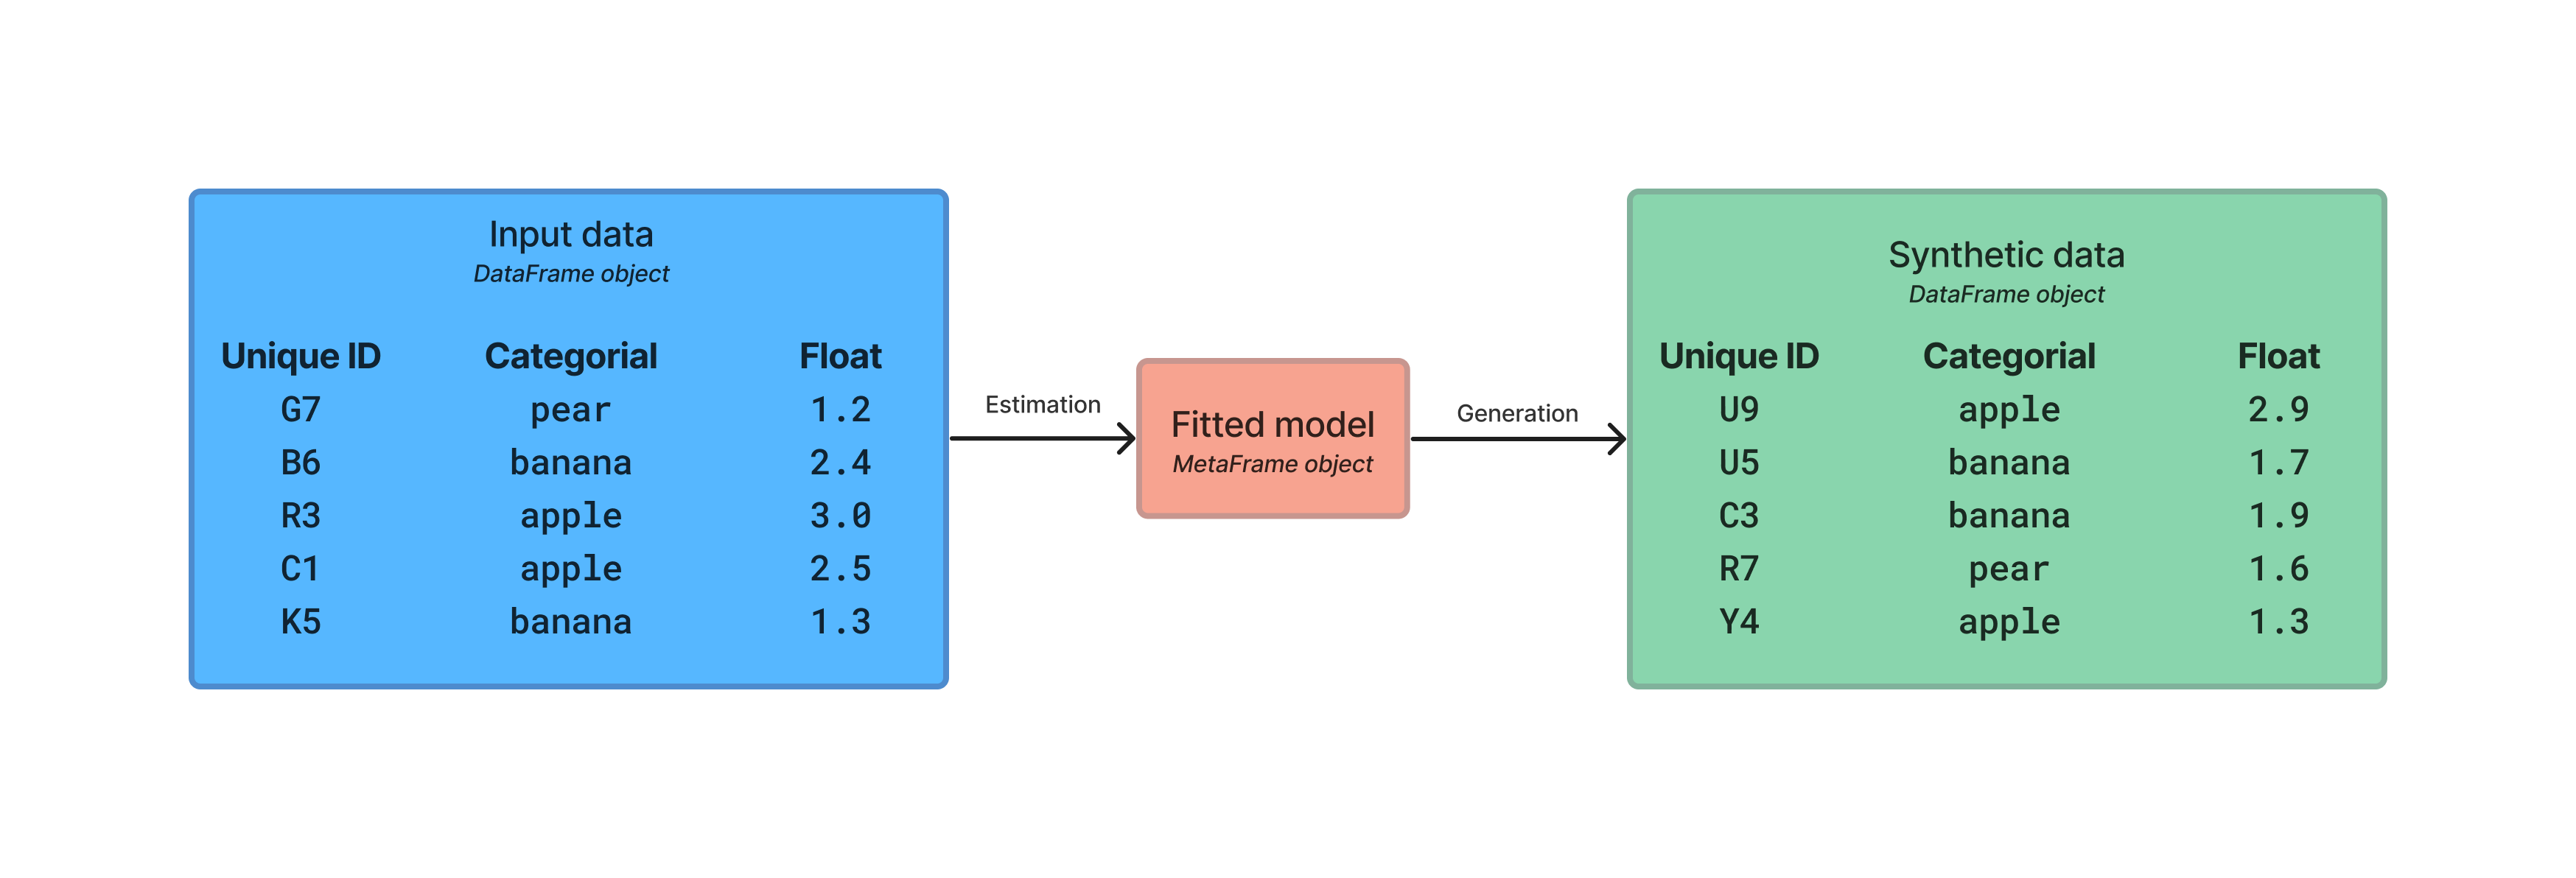 Input data
DataFrame object
Unique ID Categorial Float
G7 pear 1.2
B6 banana 2.4
R3 apple 3.0
C1 apple 2.5
K5 banana 1.3
Estimation
Fitted model
MetaFrame object
Generation
Synthetic data
DataFrame object
Unique ID Categorial Float
U9 apple 2.9
U5 banana 1.7
C3 banana 1.9
R7 pear 1.6
Y4 apple 1.3